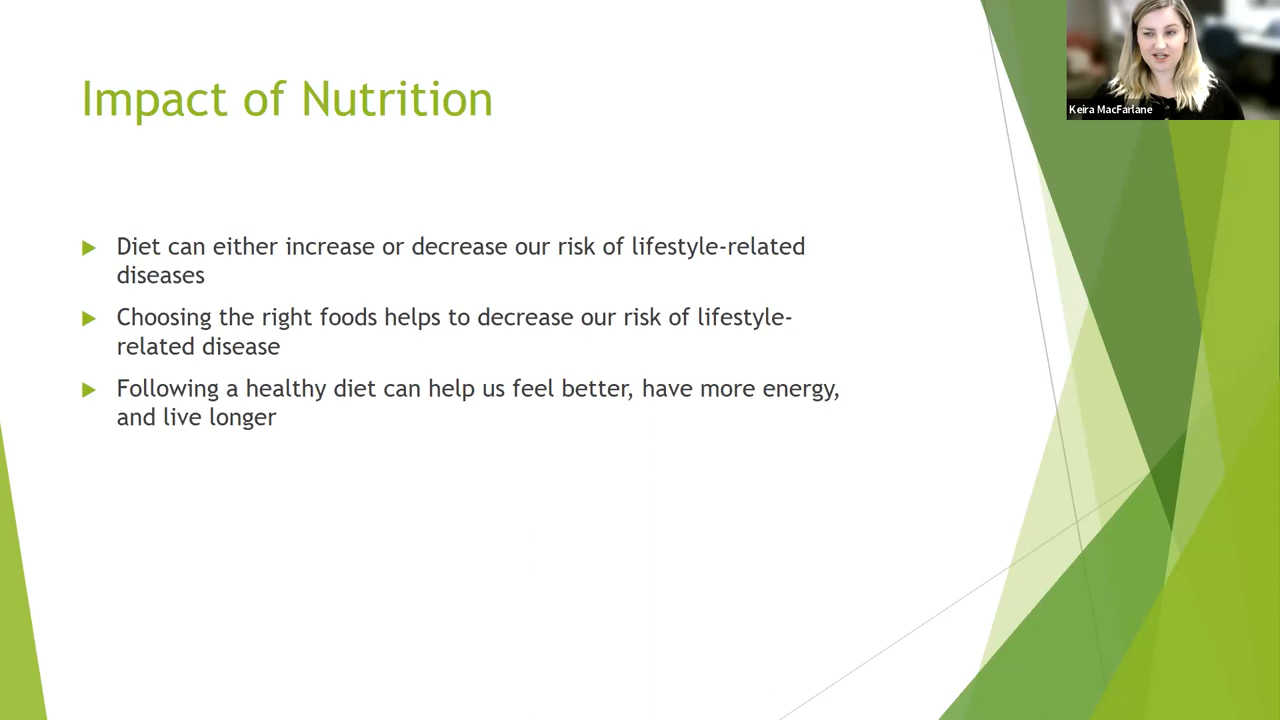 Impact of Nutrition
Keira MacFarlane
Diet can either increase or decrease our risk of lifestyle-related
diseases
Choosing the right foods helps to decrease our risk of lifestyle-
related disease
Following a healthy diet can help us feel better, have more energy,
and live longer